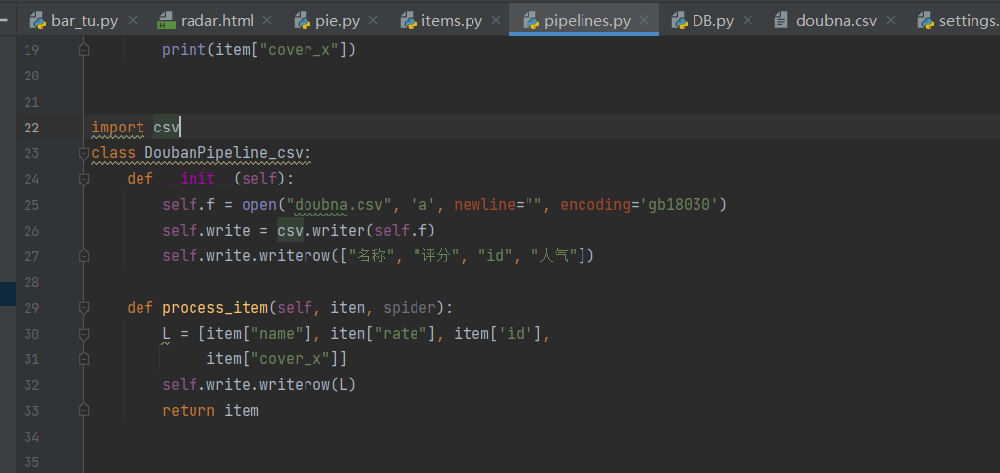 bar_tu.py radar.html pie.py items.py pipelines.py DB.py doubna.csv settings.
19 print(item["cover_x"])
20
21
22 import csv
23 class DoubanPipeline_csv:
24 def __init__(self):
25 self.f = open("doubna.csv", 'a', newline="", encoding='gb18030')
26 self.write = csv.writer(self.f)
27 self.write.writerow(["名称", "评分", "id", "人气"])
28
29 def process_item(self, item, spider):
30 L = [item["name"], item["rate"], item['id'],
31 item["cover_x"]]
32 self.write.writerow(L)
33 return item
34
35